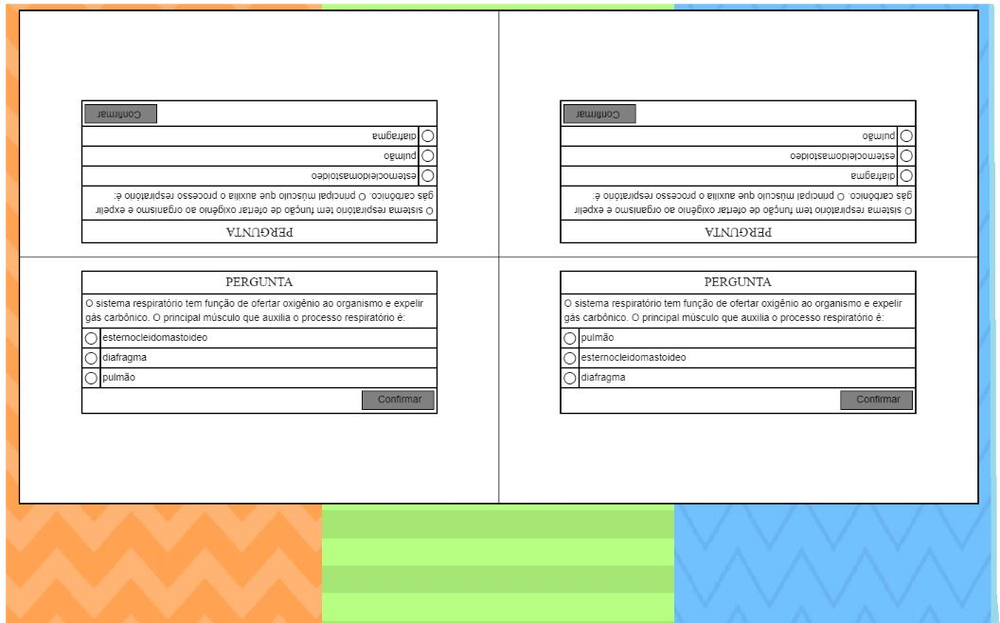 PERGUNTA
O sistema respiratório tem função de ofertar oxigênio ao organismo e expelir
gás carbônico. O principal músculo que auxilia o processo respiratório é:
esternocleidomastoideo
pulmão
diafragma
Confirmar
PERGUNTA
O sistema respiratório tem função de ofertar oxigênio ao organismo e expelir
gás carbônico. O principal músculo que auxilia o processo respiratório é:
diafragma
esternocleidomastoideo
pulmão
Confirmar
PERGUNTA
O sistema respiratório tem função de ofertar oxigênio ao organismo e expelir
gás carbônico. O principal músculo que auxilia o processo respiratório é:
esternocleidomastoideo
diafragma
pulmão
Confirmar
PERGUNTA
O sistema respiratório tem função de ofertar oxigênio ao organismo e expelir
gás carbônico. O principal músculo que auxilia o processo respiratório é:
pulmão
esternocleidomastoideo
diafragma
Confirmar